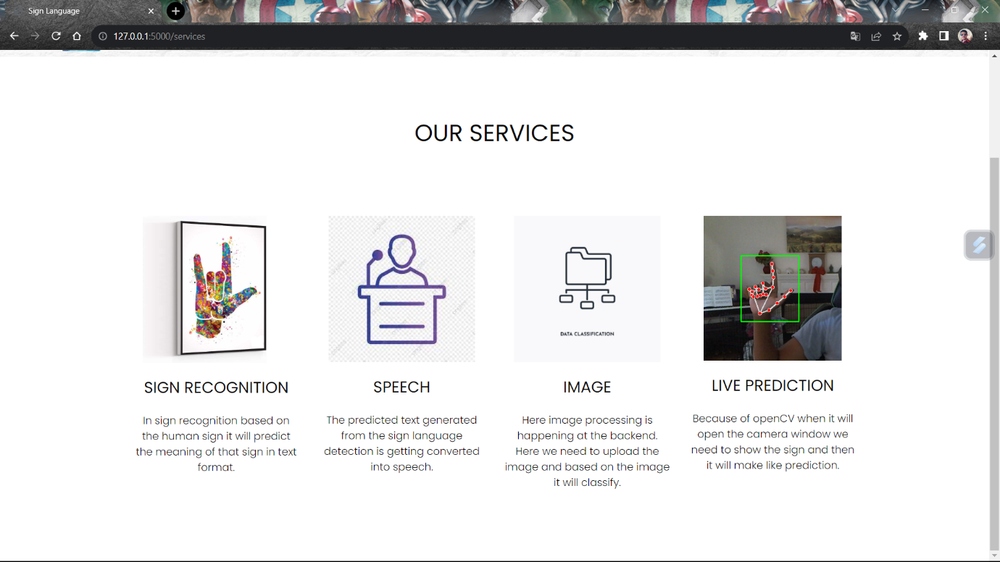 Sign Language
127.0.0.1:5000/services
OUR SERVICES
DATA CLASSIFICATION
SIGN RECOGNITION
In sign recognition based on
the human sign it will predict
the meaning of that sign in text
format.
SPEECH
The predicted text generated
from the sign language
detection is getting converted
into speech.
IMAGE
Here image processing is
happening at the backend.
Here we need to upload the
image and based on the image
it will classify.
LIVE PREDICTION
Because of openCV when it will
open the camera window we
need to show the sign and then
it will make like prediction.